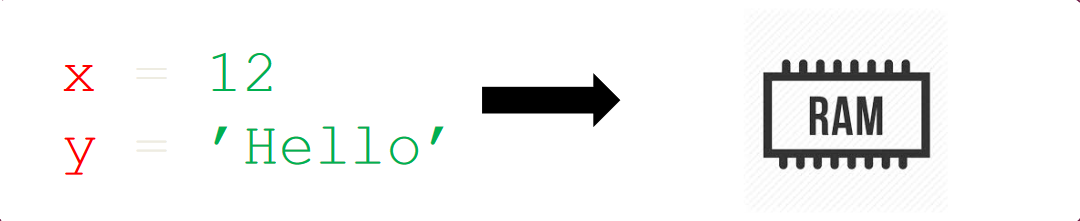 x = 12
y = ’Hello’
RAM